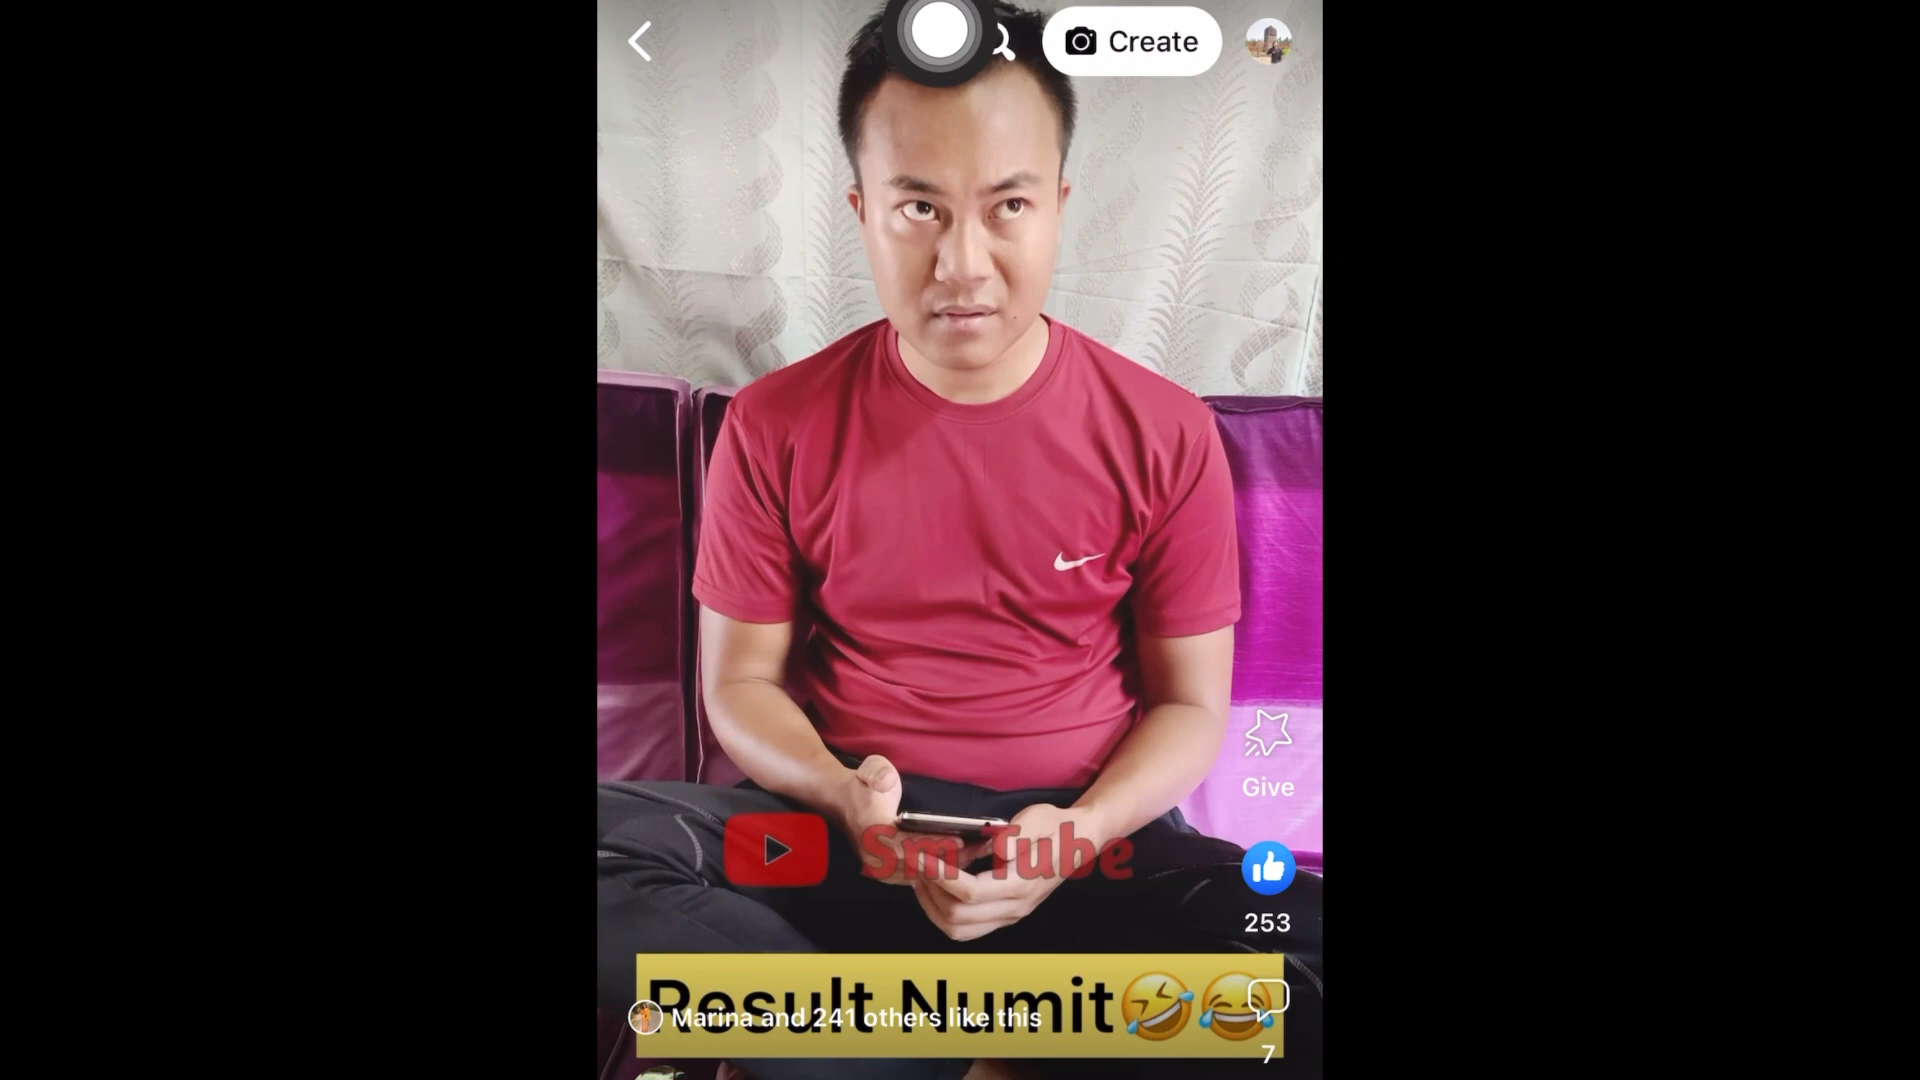 Create
Give
Sm Tube
253
Result Numit🤣😂
Marina and 241 others like this
7